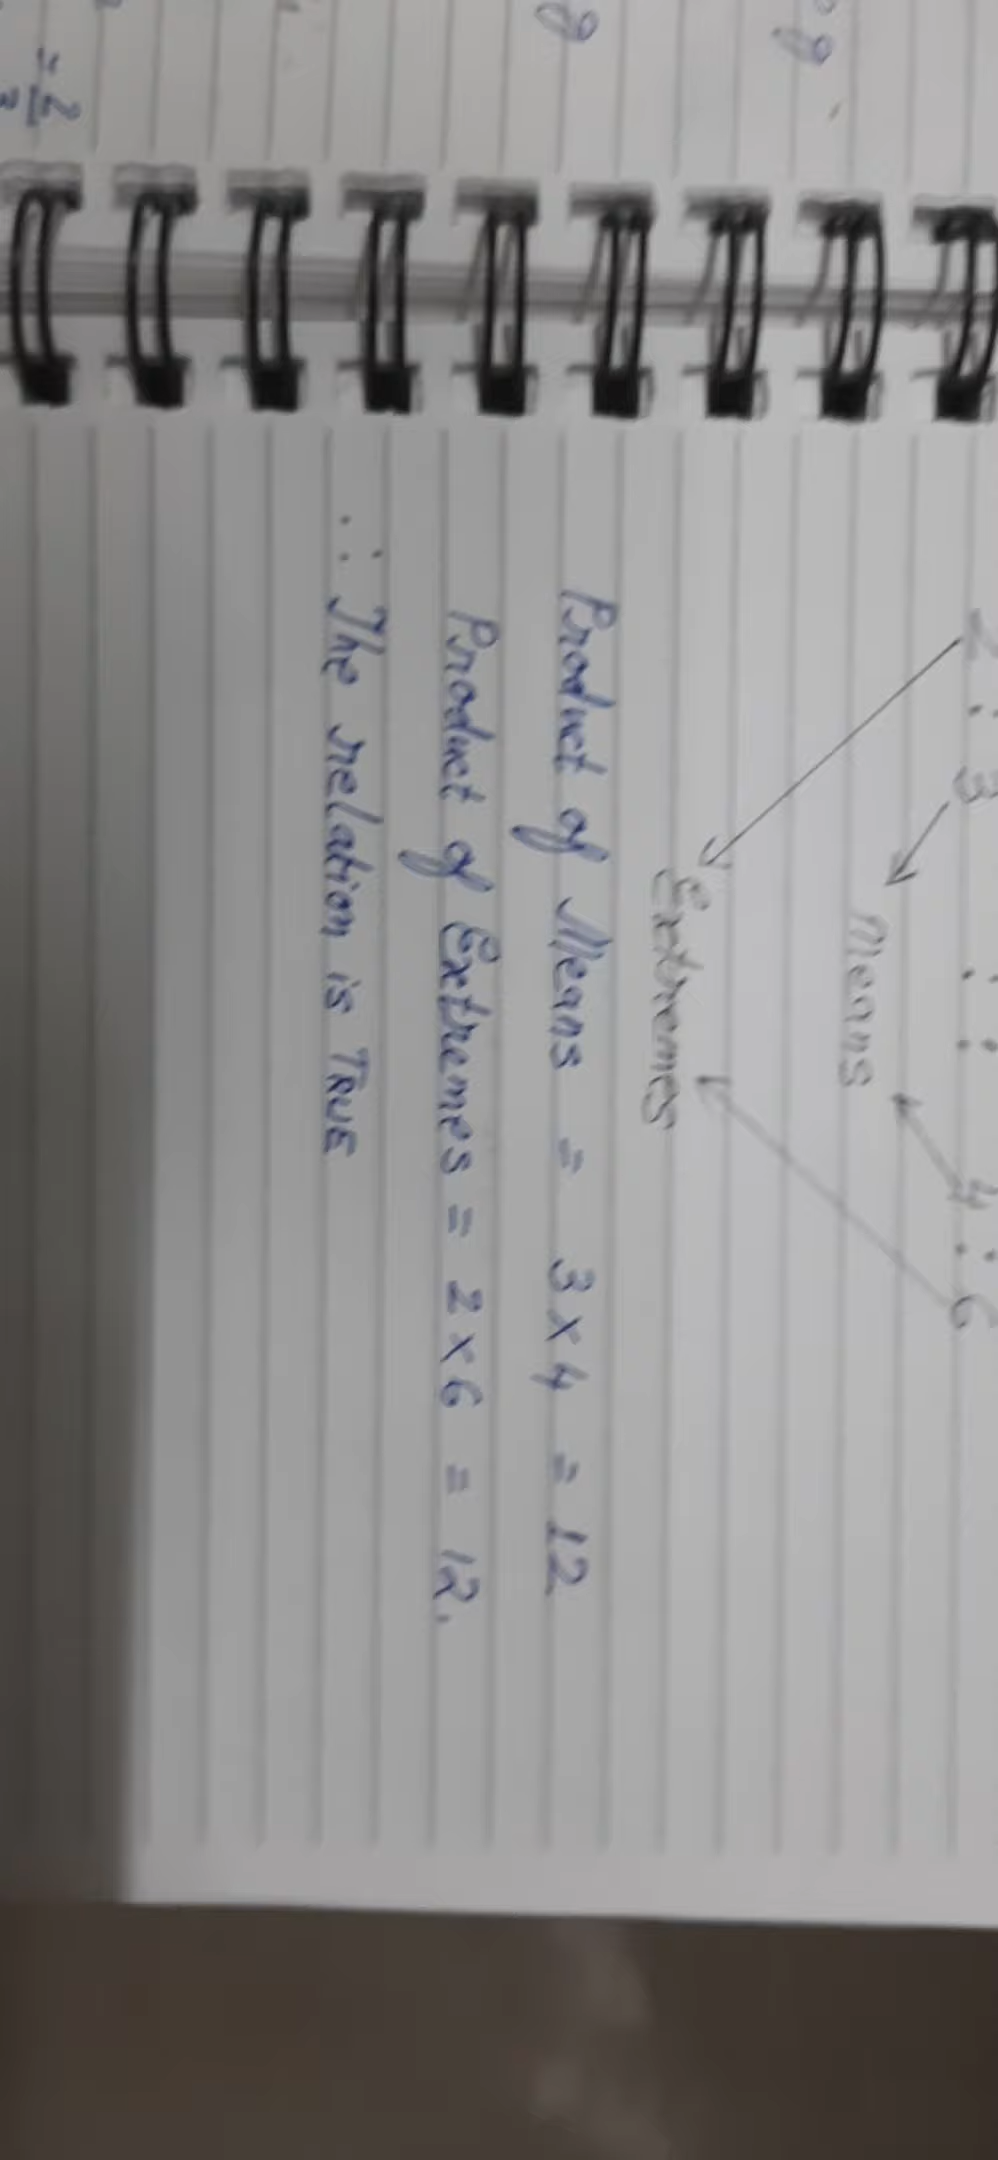 2 : 3 : : 4 : 6
Means
Extremes
Product of Means = 3 x 4 = 12
Product of Extremes = 2 x 6 = 12.
∴ The relation is TRUE